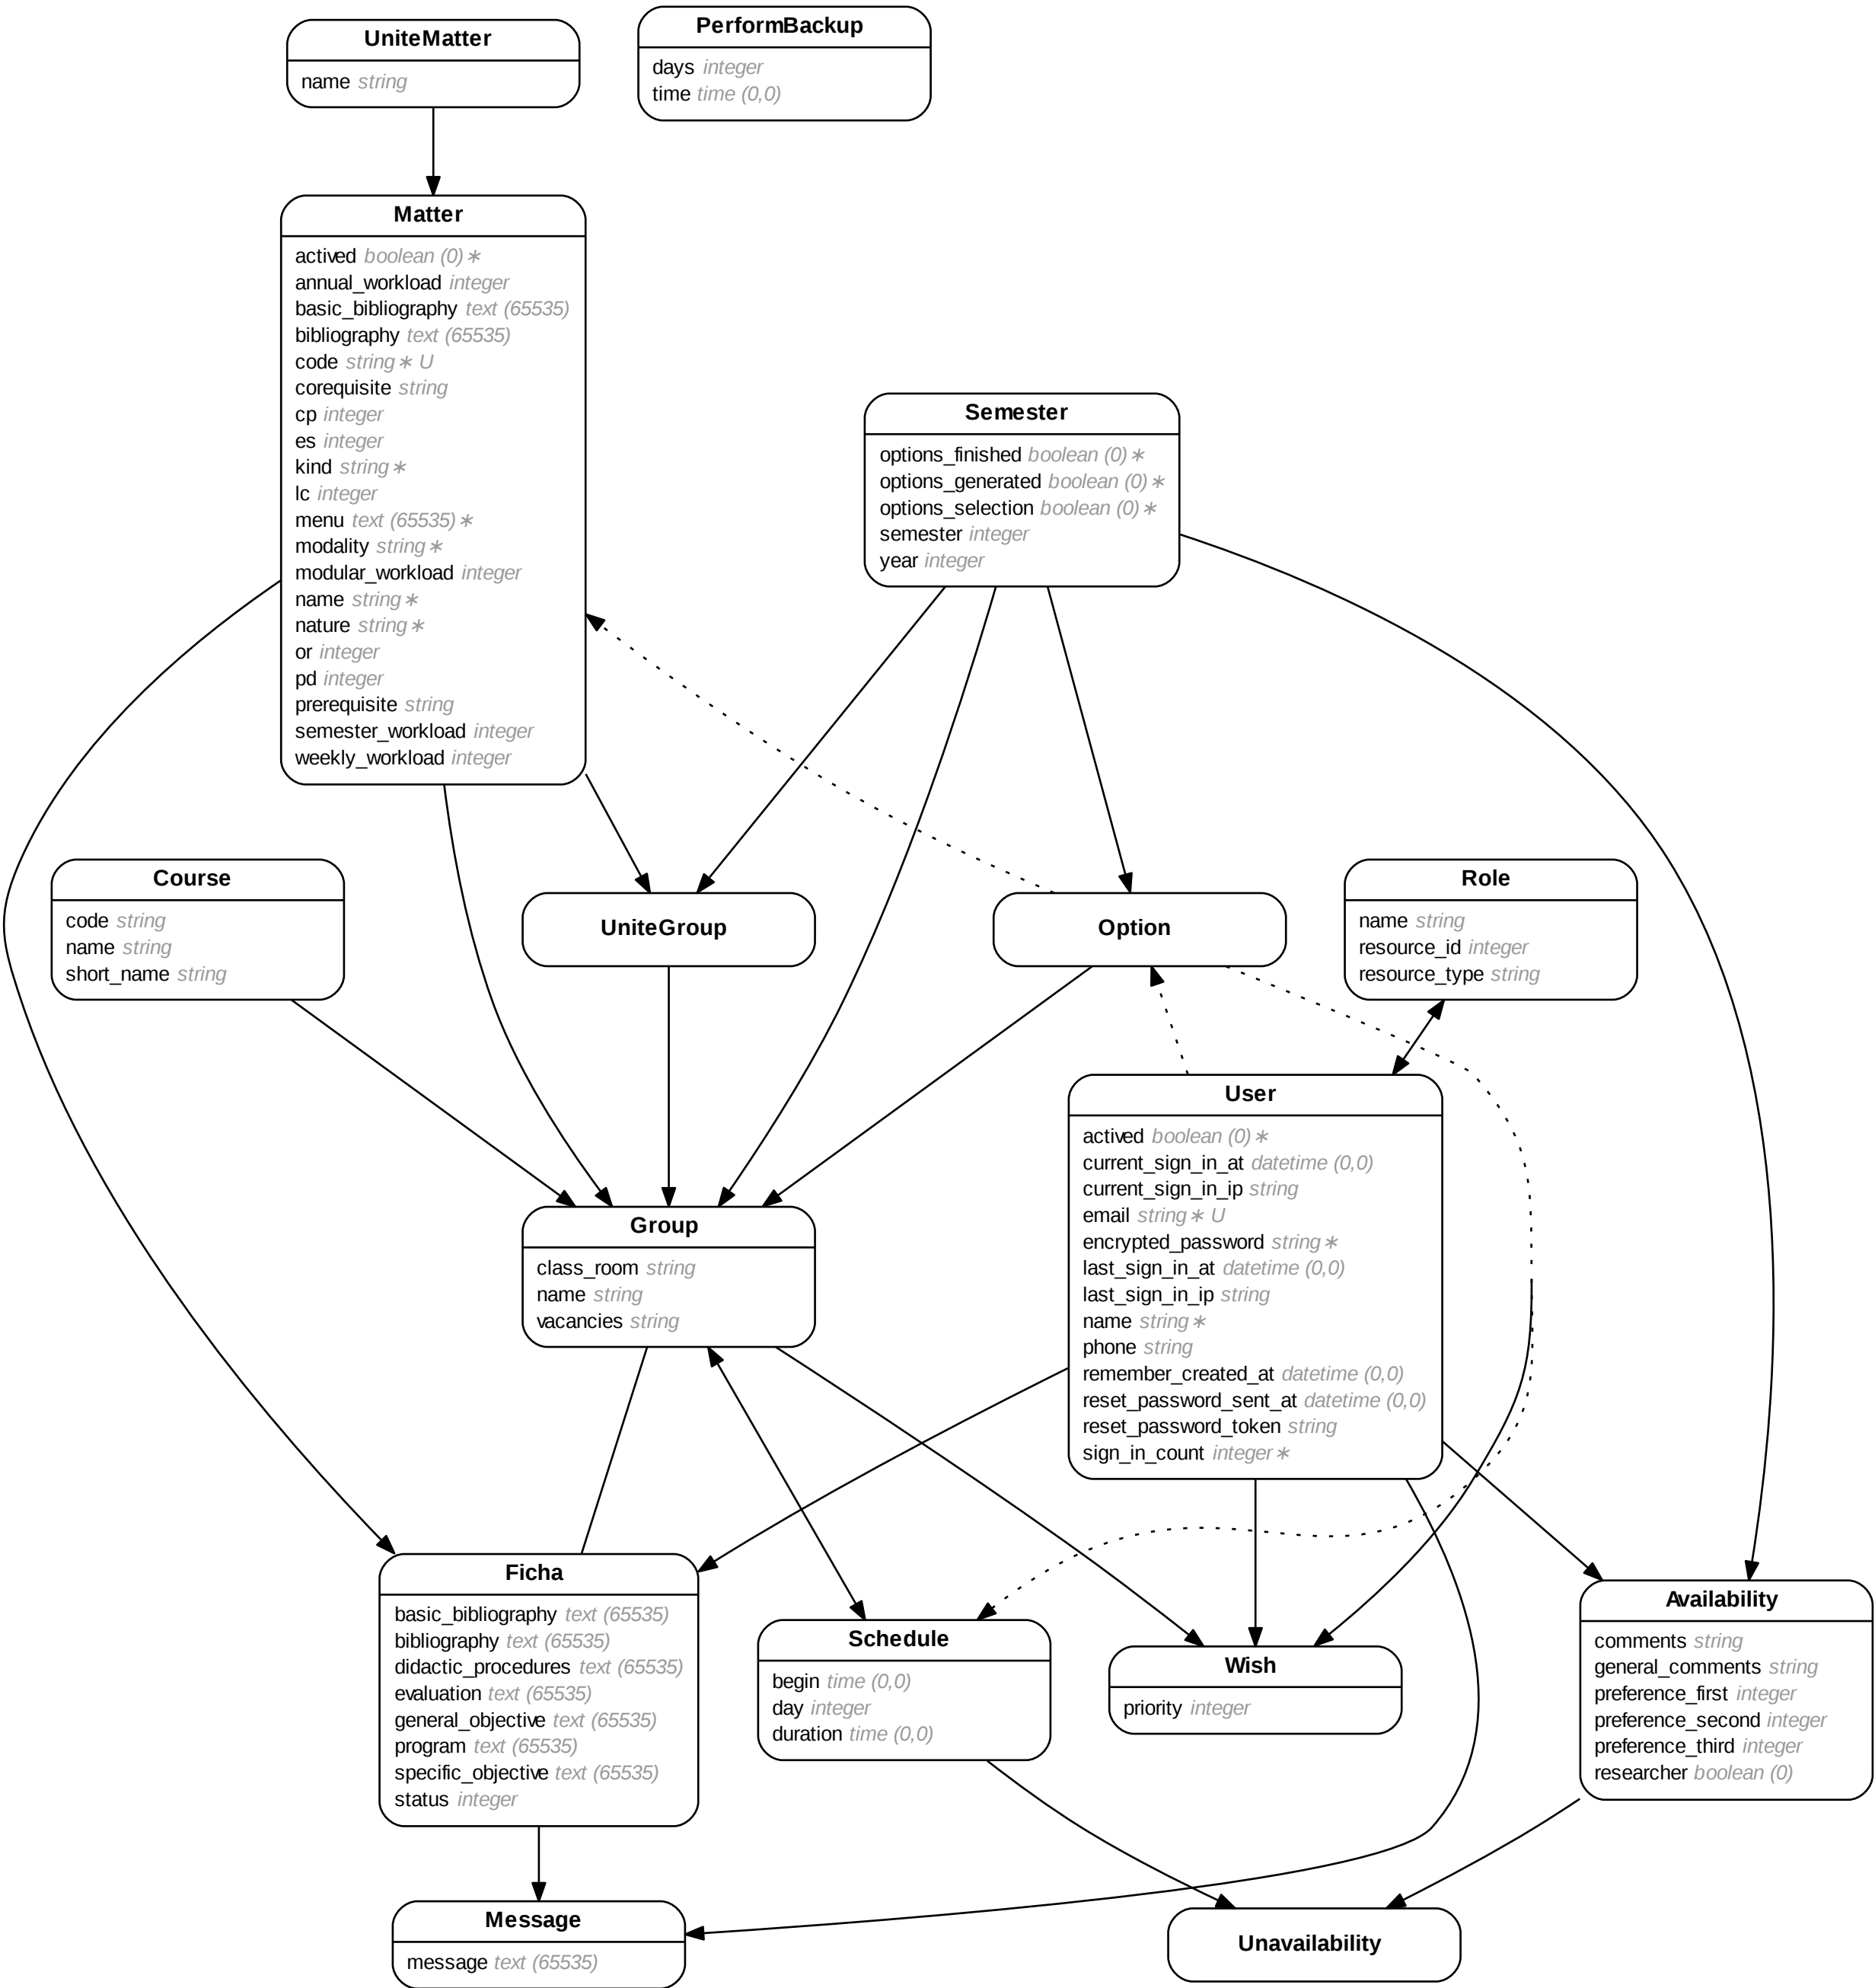 UniteMatter
name string
PerformBackup
days integer
time time (0,0)
Matter
actived boolean (0) ∗
annual_workload integer
basic_bibliography text (65535)
bibliography text (65535)
code string ∗ U
corequisite string
cp integer
es integer
kind string ∗
lc integer
menu text (65535) ∗
modality string ∗
modular_workload integer
name string ∗
nature string ∗
or integer
pd integer
prerequisite string
semester_workload integer
weekly_workload integer
Semester
options_finished boolean (0) ∗
options_generated boolean (0) ∗
options_selection boolean (0) ∗
semester integer
year integer
Course
code string
name string
short_name string
UniteGroup
Option
Role
name string
resource_id integer
resource_type string
User
actived boolean (0) ∗
current_sign_in_at datetime (0,0)
current_sign_in_ip string
email string ∗ U
encrypted_password string ∗
last_sign_in_at datetime (0,0)
last_sign_in_ip string
name string ∗
phone string
remember_created_at datetime (0,0)
reset_password_sent_at datetime (0,0)
reset_password_token string
sign_in_count integer ∗
Group
class_room string
name string
vacancies string
Ficha
basic_bibliography text (65535)
bibliography text (65535)
didactic_procedures text (65535)
evaluation text (65535)
general_objective text (65535)
program text (65535)
specific_objective text (65535)
status integer
Schedule
begin time (0,0)
day integer
duration time (0,0)
Wish
priority integer
Availability
comments string
general_comments string
preference_first integer
preference_second integer
preference_third integer
researcher boolean (0)
Message
message text (65535)
Unavailability